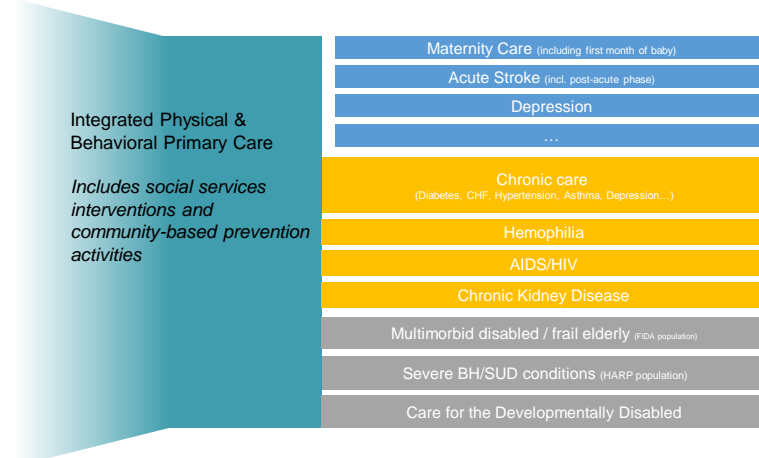 Integrated Physical &
Behavioral Primary Care
Includes social services
interventions and
community-based prevention
activities
Maternity Care (including first month of baby)
Acute Stroke (incl. post-acute phase)
Depression
…
Chronic care
(Diabetes, CHF, Hypertension, Asthma, Depression…)
Hemophilia
AIDS/HIV
Chronic Kidney Disease
Multimorbid disabled / frail elderly (FIDA population)
Severe BH/SUD conditions (HARP population)
Care for the Developmentally Disabled